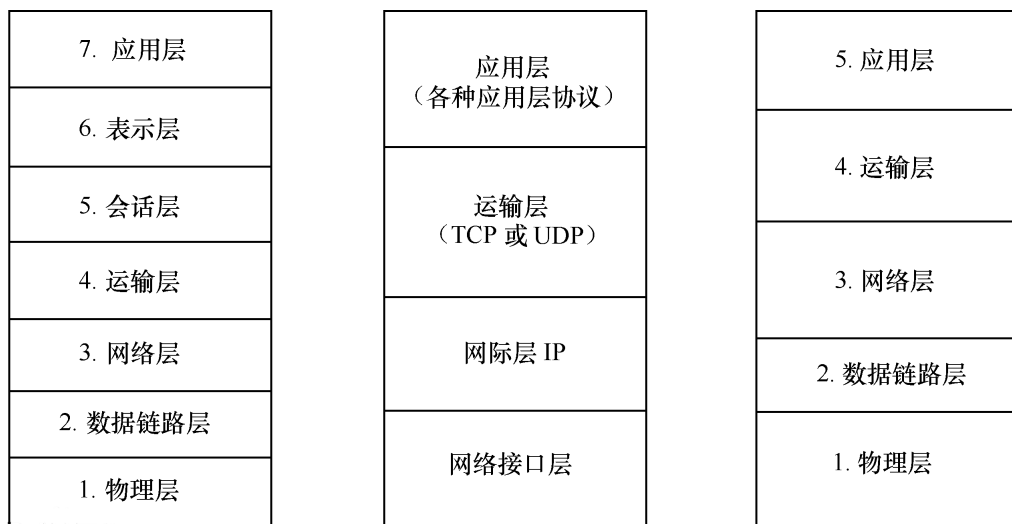 7. 应用层
6. 表示层
5. 会话层
4. 运输层
3. 网络层
2. 数据链路层
1. 物理层
应用层
（各种应用层协议）
运输层
（TCP 或 UDP）
网际层 IP
网络接口层
5. 应用层
4. 运输层
3. 网络层
2. 数据链路层
1. 物理层